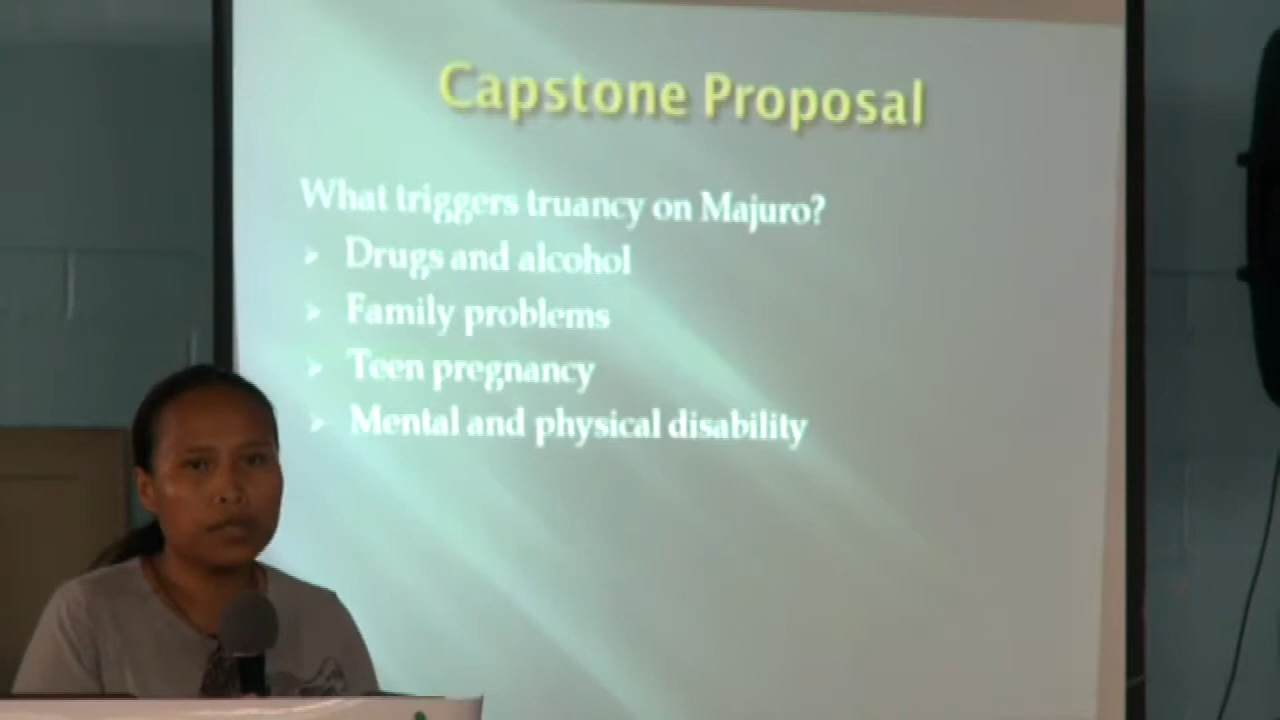 Capstone Proposal
What triggers truancy on Majuro?
Drugs and alcohol
Family problems
Teen pregnancy
Mental and physical disability